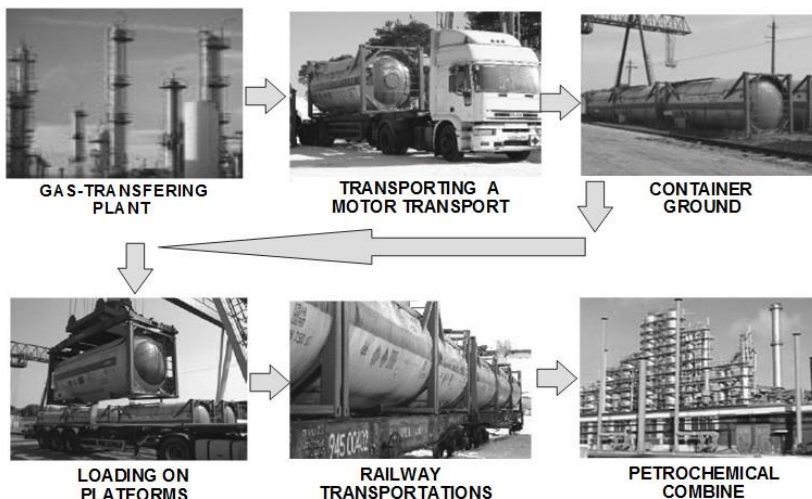 GAS-TRANSFERING
PLANT
TRANSPORTING A
MOTOR TRANSPORT
CONTAINER
GROUND
LOADING ON
PLATFORMS
RAILWAY
TRANSPORTATIONS
PETROCHEMICAL
COMBINE